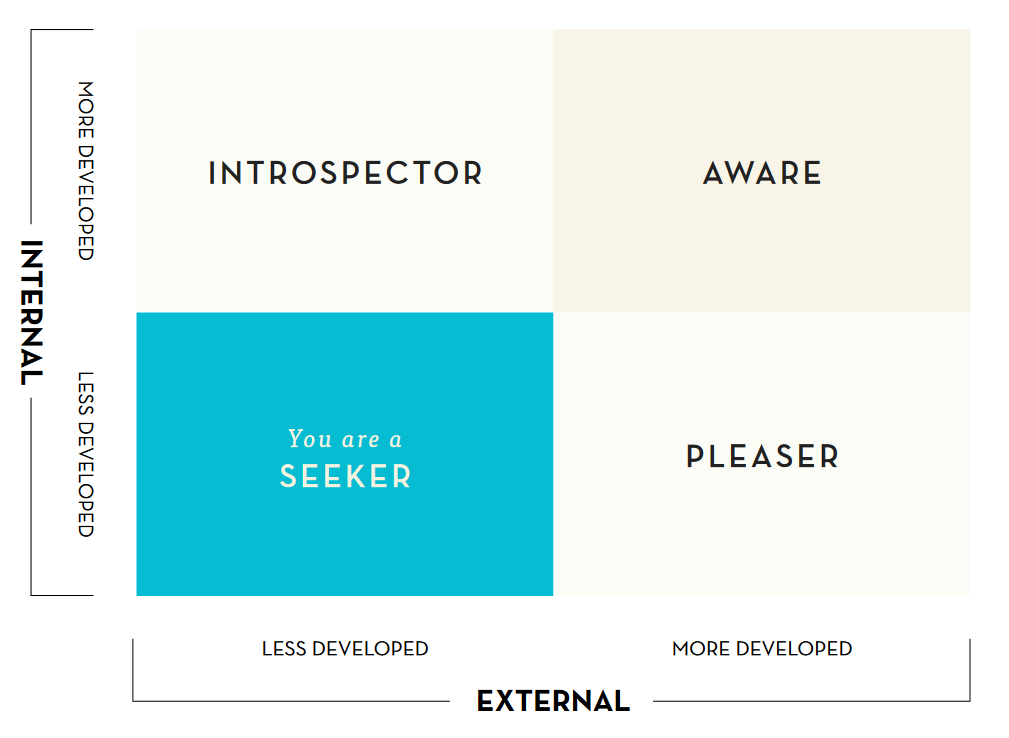 MORE DEVELOPED
INTROSPECTOR
AWARE
INTERNAL
LESS DEVELOPED
You are a
SEEKER
PLEASER
LESS DEVELOPED
MORE DEVELOPED
EXTERNAL